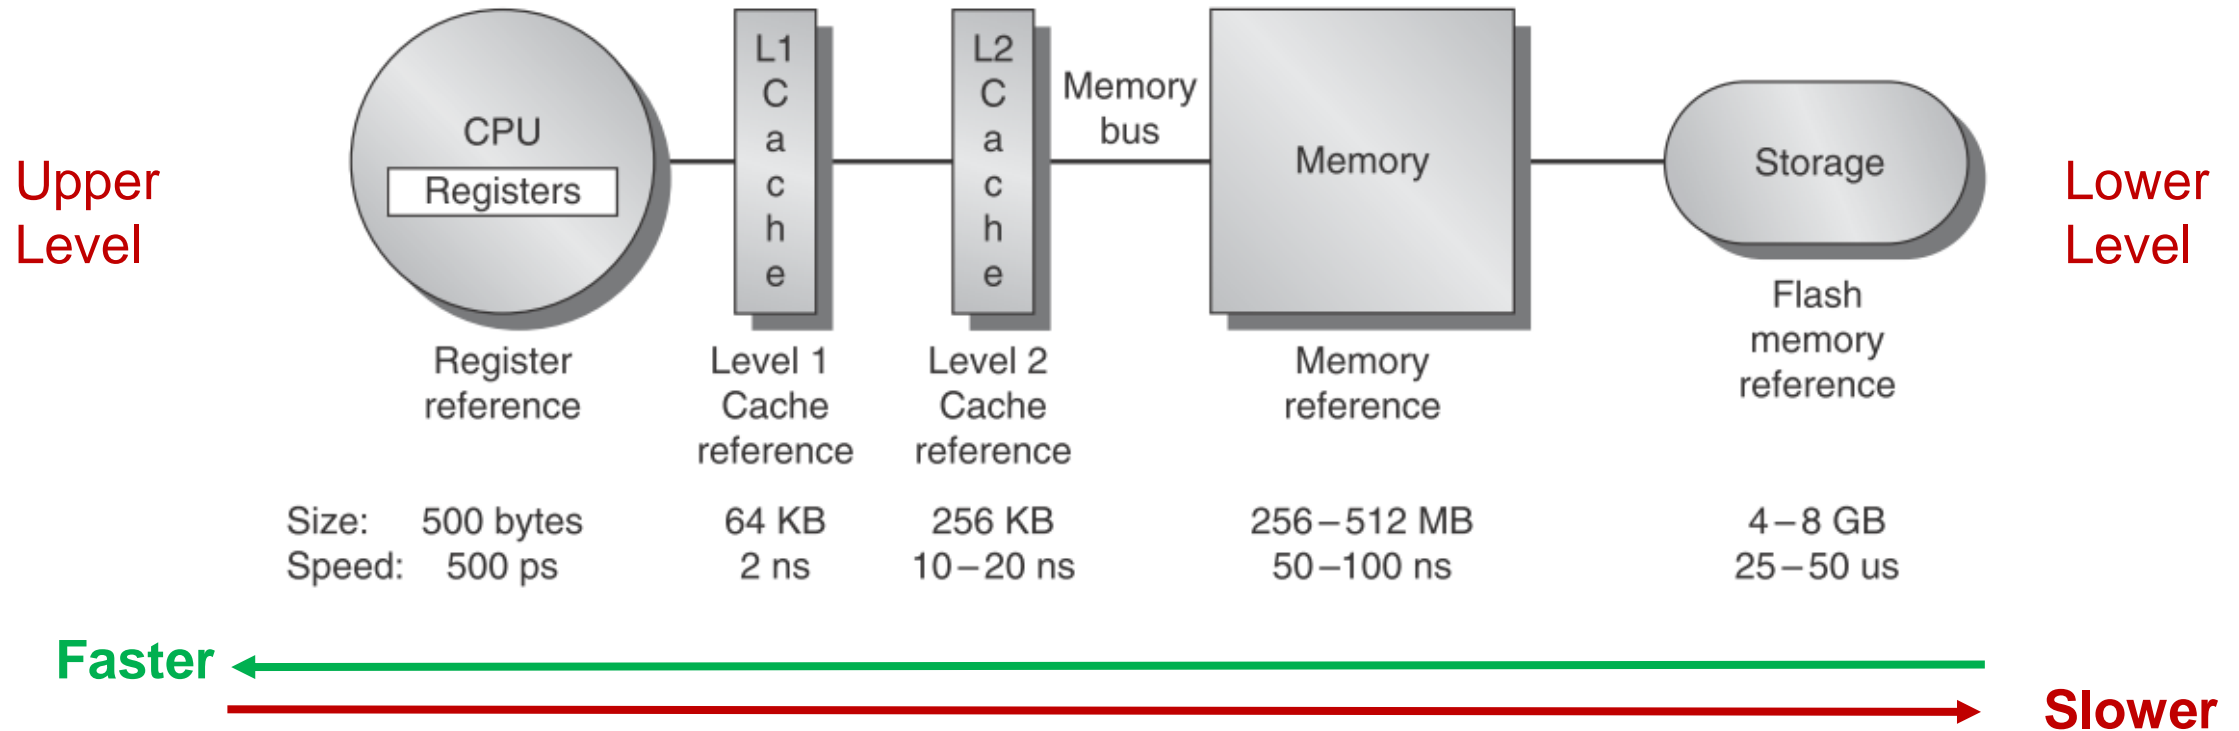 Upper
Level
CPU
Registers
L1
C
a
c
h
e
L2
C
a
c
h
e
Memory
bus
Memory
Storage
Lower
Level
Register
reference
Level 1
Cache
reference
Level 2
Cache
reference
Memory
reference
Flash
memory
reference
Size: 500 bytes 64 KB 256 KB 256–512 MB 4–8 GB
Speed: 500 ps 2 ns 10–20 ns 50–100 ns 25–50 us
Faster
Slower